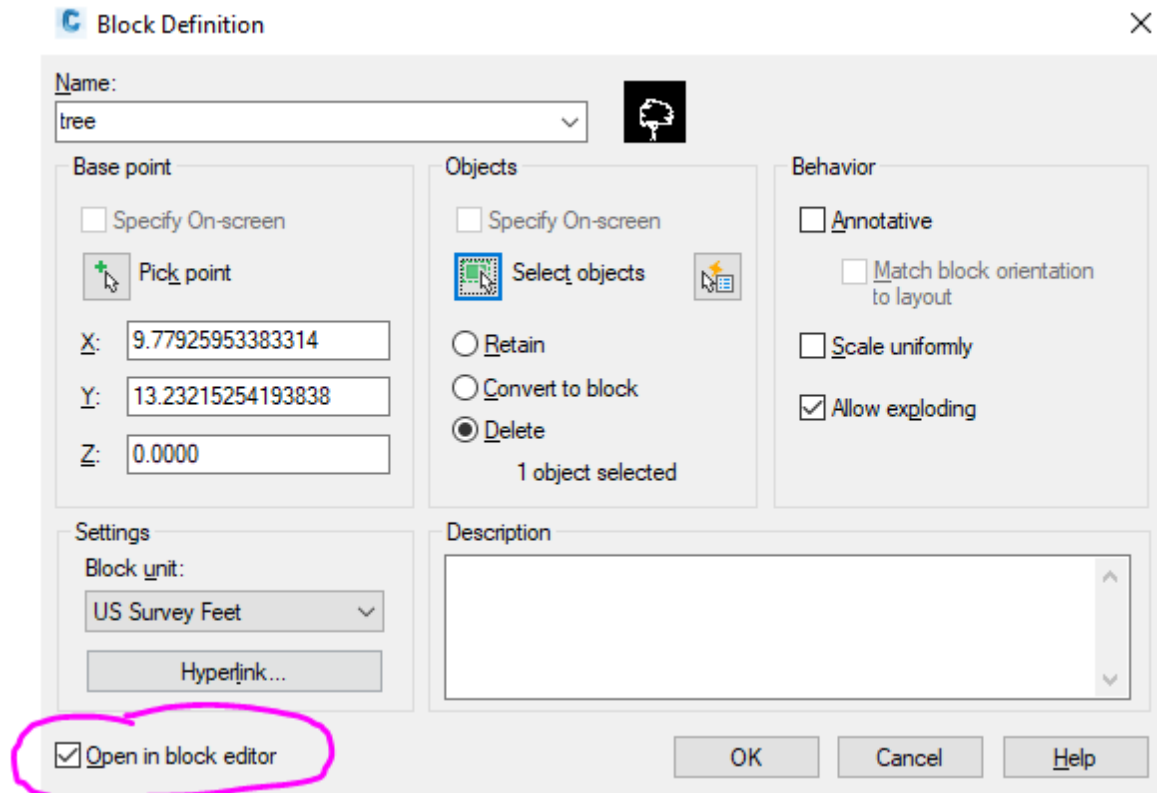 Block Definition
Name:
tree
Base point
Specify On-screen
Pick point
X: 9.77925953383314
Y: 13.23215254193838
Z: 0.0000
Objects
Specify On-screen
Select objects
Retain
Convert to block
Delete
1 object selected
Behavior
Annotative
Match block orientation
to layout
Scale uniformly
Allow exploding
Settings
Block unit:
US Survey Feet
Hyperlink...
Description
Open in block editor
OK
Cancel
Help